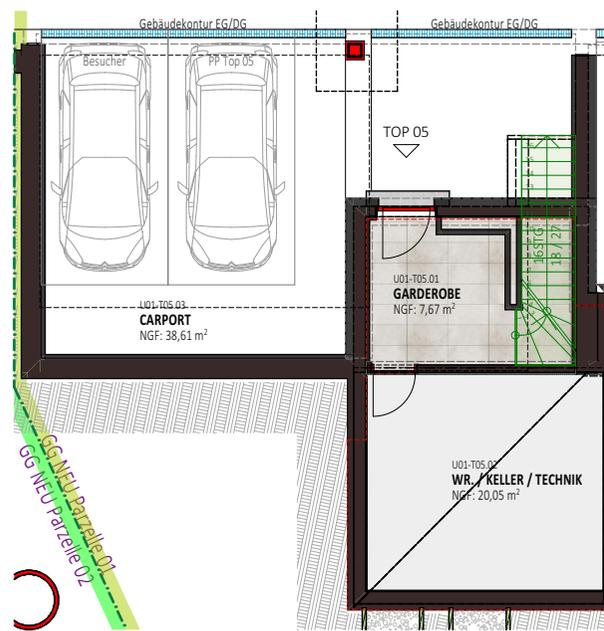 Gebäudekontur EG/DG
Gebäudekontur EG/DG
Besucher
PP Top 05
TOP 05
16STG
18 / 27
U01-T05.01
GARDEROBE
NGF: 7,67 m²
U01-T05.03
CARPORT
NGF: 38,61 m²
GG NEU Parzelle 01
GG NEU Parzelle 02
U01-T05.02
WR. / KELLER / TECHNIK
NGF: 20,05 m²